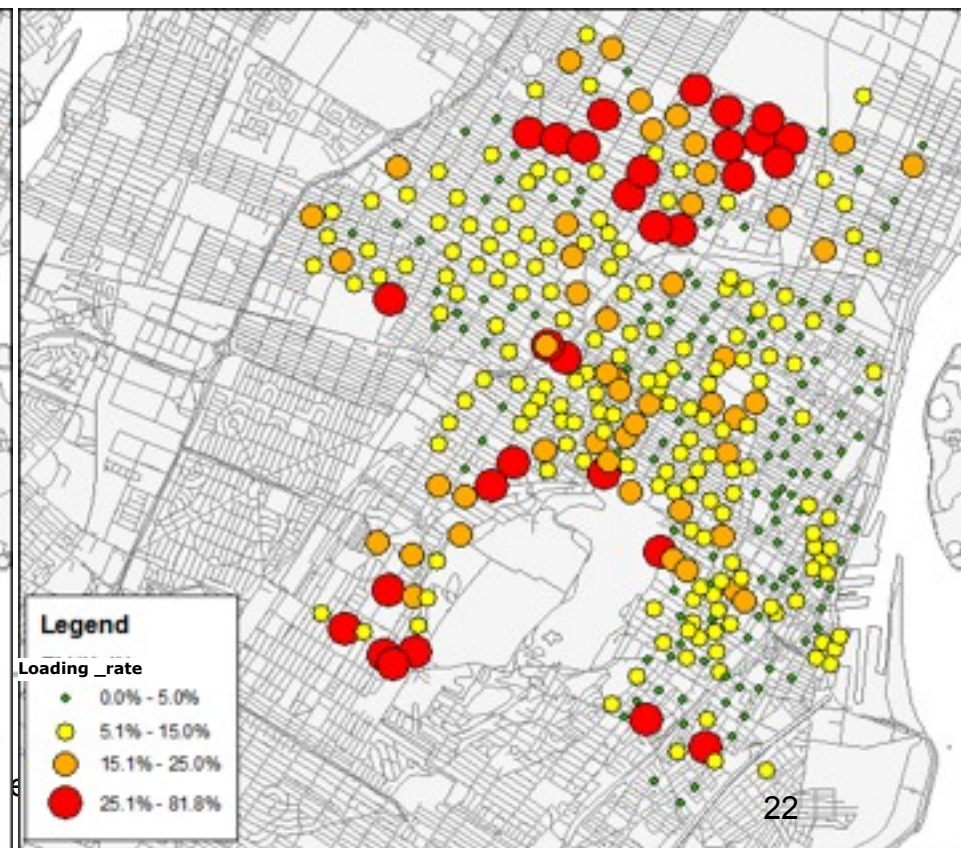 Legend
Loading _rate
0.0% - 5.0%
5.1% - 15.0%
15.1% - 25.0%
25.1% - 81.8%
22